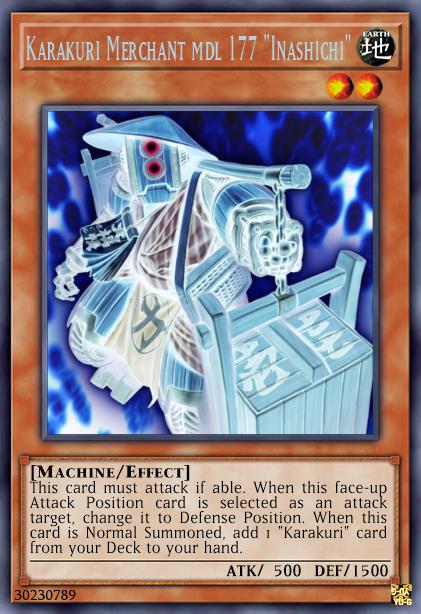 Karakuri Merchant mdl 177 "Inashichi"
EARTH
地
[Machine/Effect]
This card must attack if able. When this face-up
Attack Position card is selected as an attack
target, change it to Defense Position. When this
card is Normal Summoned, add 1 "Karakuri" card
from your Deck to your hand.
ATK/ 500 DEF/1500
30230789